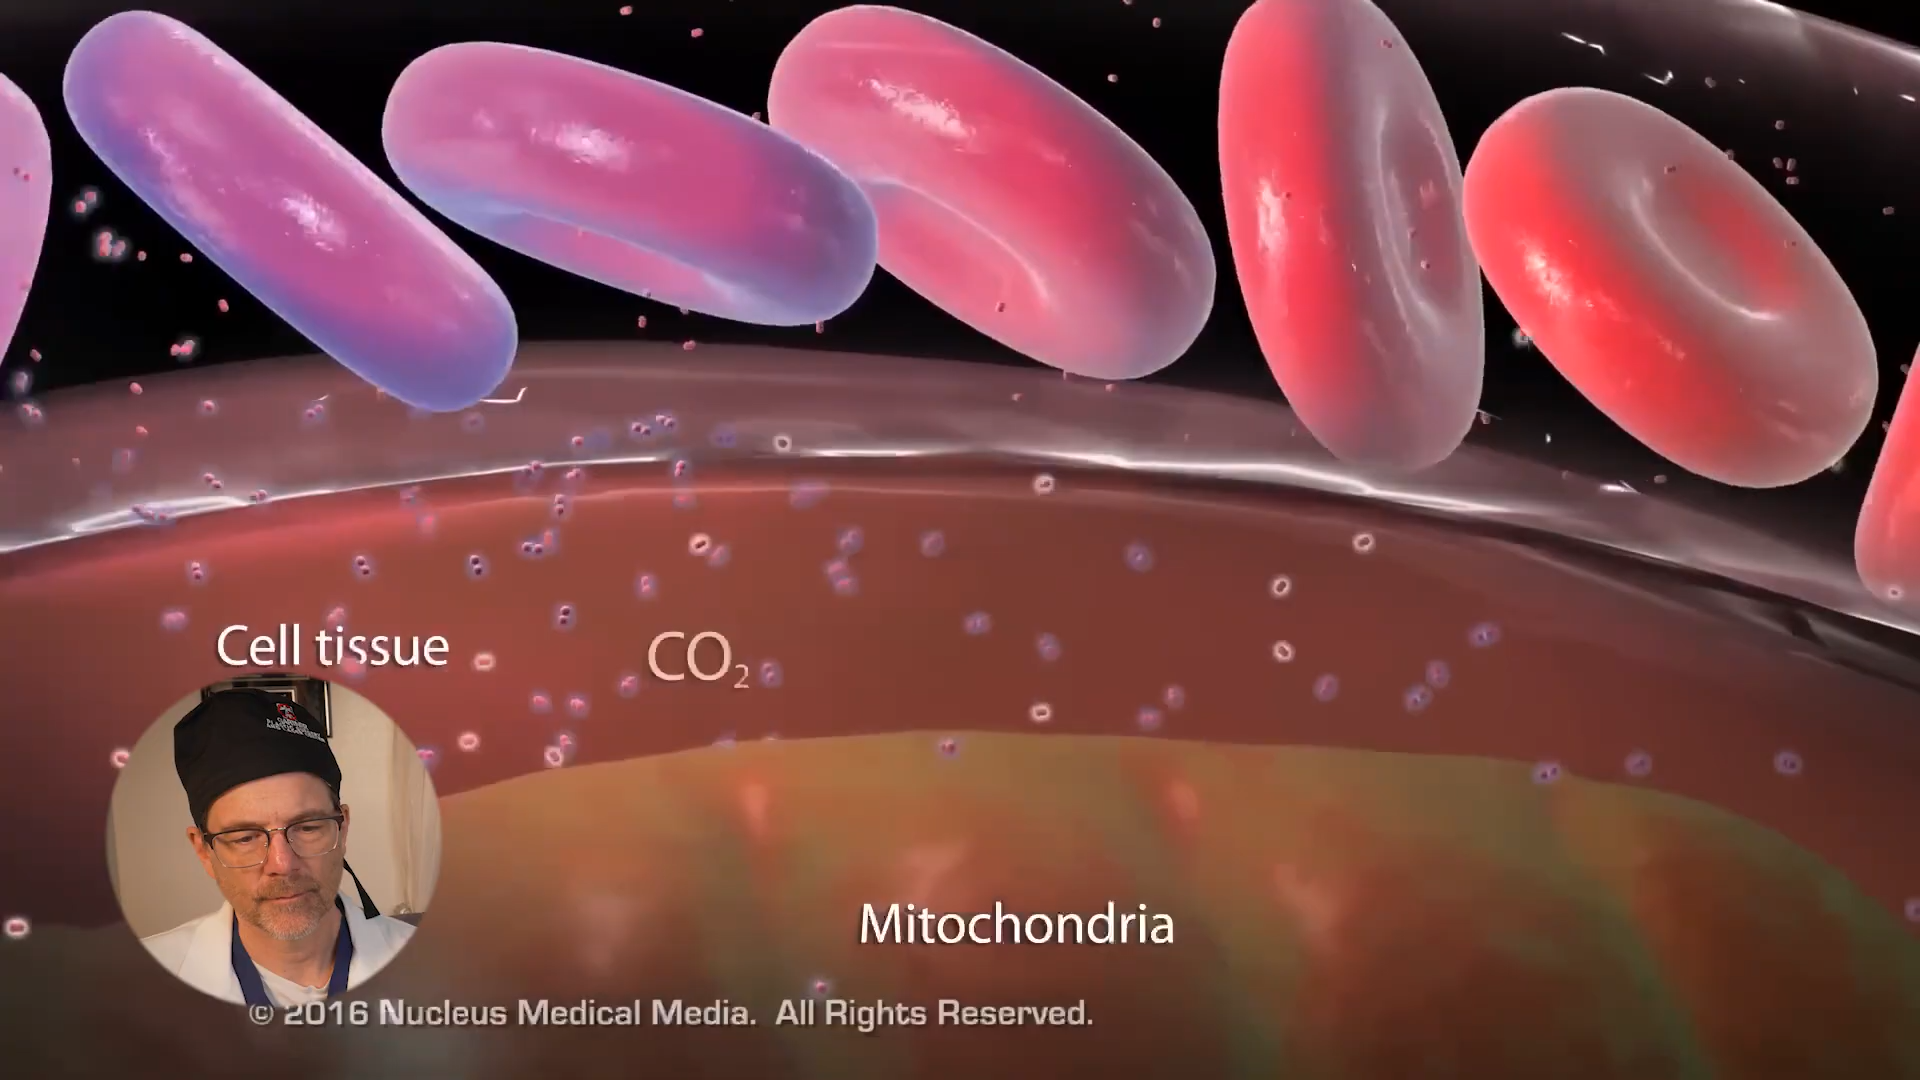 Cell tissue
CO₂
Mitochondria
© 2016 Nucleus Medical Media. All Rights Reserved.